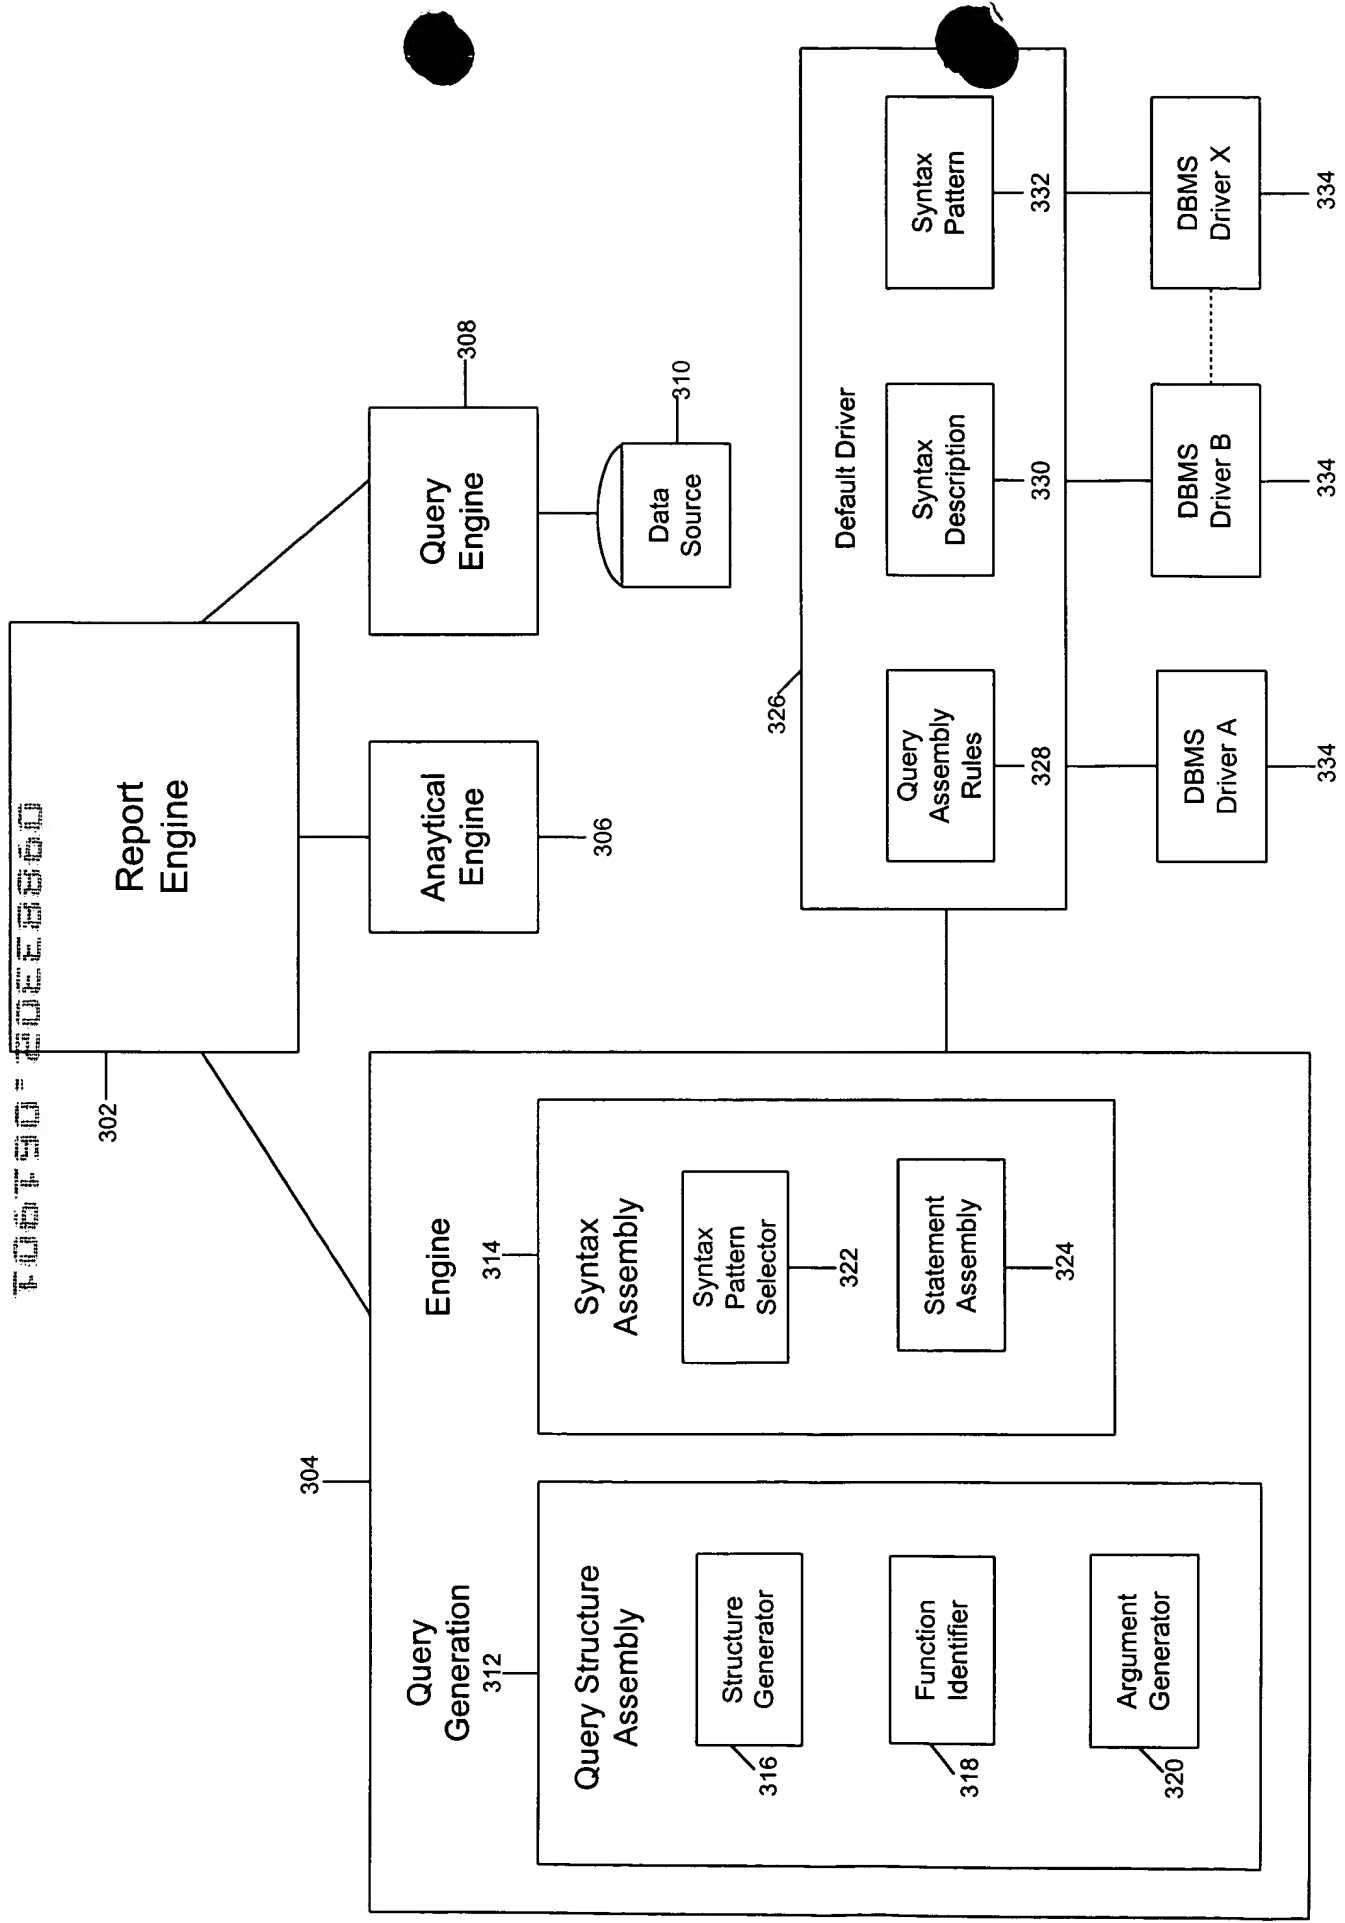 Report
Engine
302
Anaytical
Engine
306
Query
Engine
308
Data
Source
310
304
Query
Generation
Engine
312
Query Structure
Assembly
Structure
Generator
316
Function
Identifier
318
Argument
Generator
320
314
Syntax
Assembly
Syntax
Pattern
Selector
322
Statement
Assembly
324
326
Default Driver
Query
Assembly
Rules
328
Syntax
Description
330
Syntax
Pattern
332
DBMS
Driver A
334
DBMS
Driver B
334
DBMS
Driver X
334